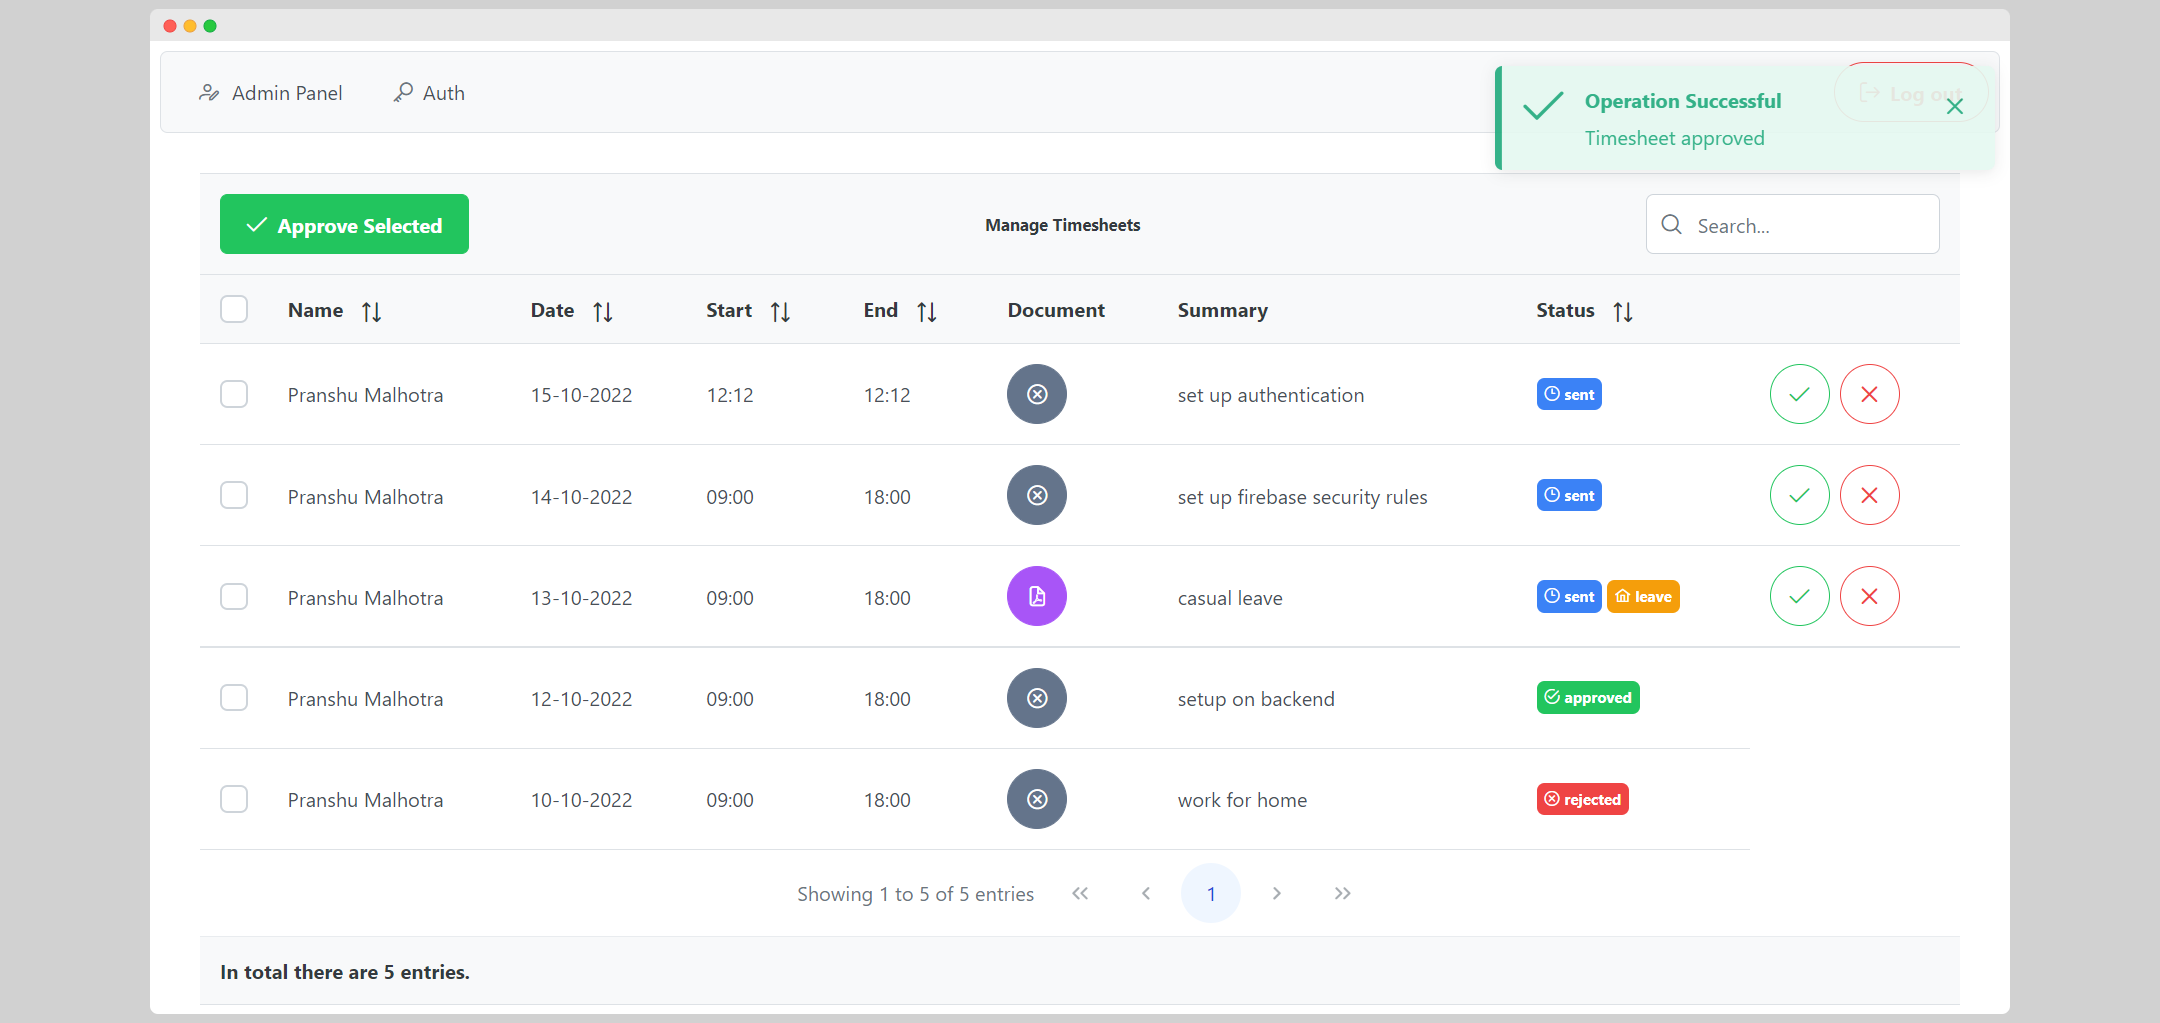 Admin Panel Auth Log out
Operation Successful
Timesheet approved
Approve Selected Manage Timesheets Search...
Name Date Start End Document Summary Status
Pranshu Malhotra 15-10-2022 12:12 12:12 set up authentication sent
Pranshu Malhotra 14-10-2022 09:00 18:00 set up firebase security rules sent
Pranshu Malhotra 13-10-2022 09:00 18:00 casual leave sent leave
Pranshu Malhotra 12-10-2022 09:00 18:00 setup on backend approved
Pranshu Malhotra 10-10-2022 09:00 18:00 work for home rejected
Showing 1 to 5 of 5 entries 1
In total there are 5 entries.